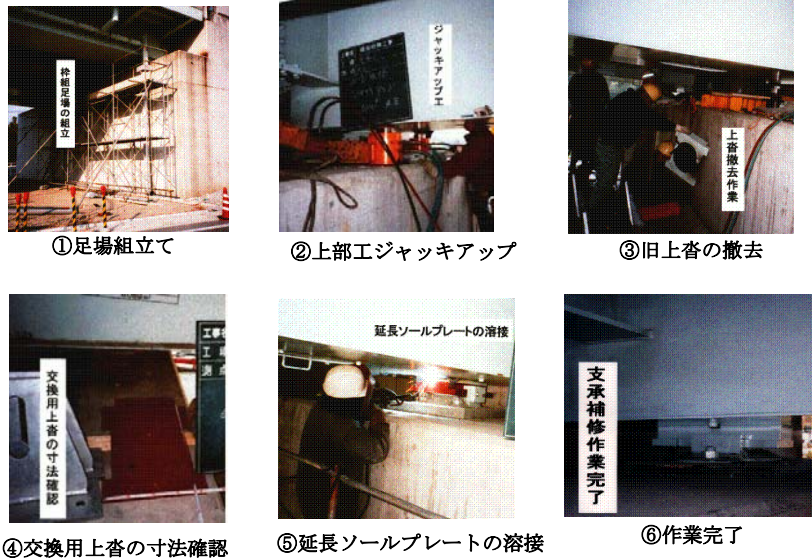 枠組足場の組立
①足場組立て
ジャッキアップ工
②上部工ジャッキアップ
上沓撤去作業
③旧上沓の撤去
交換用上沓の寸法確認
④交換用上沓の寸法確認
延長ソールプレートの溶接
⑤延長ソールプレートの溶接
支承補修作業完了
⑥作業完了